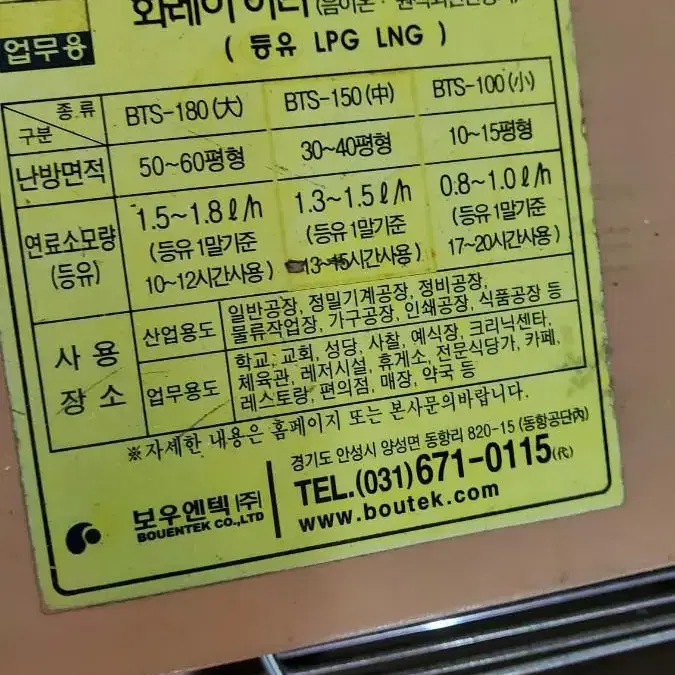 업무용
( 등유 LPG LNG )
종류 BTS-180(大) BTS-150(中) BTS-100(小)
구분
난방면적 50~60평형 30~40평형 10~15평형
연료소모량 1.5~1.8ℓ/h 1.3~1.5ℓ/h 0.8~1.0ℓ/h
(등유) (등유1말기준 (등유1말기준 (등유1말기준
10~12시간사용) 13~15시간사용) 17~20시간사용)
사용 산업용도 일반공장, 정밀기계공장, 정비공장,
물류작업장, 가구공장, 인쇄공장, 식품공장 등
장소 업무용도 학교, 교회, 성당, 사찰, 예식장, 크리닉센타,
체육관, 레저시설, 휴게소, 전문식당가, 카페,
레스토랑, 편의점, 매장, 약국 등
※자세한 내용은 홈페이지 또는 본사문의바랍니다.
보우엔텍(주)
BOUENTEK CO.,LTD
경기도 안성시 양성면 동항리 820-15 (동항공단內)
TEL.(031)671-0115(代)
www.boutek.com